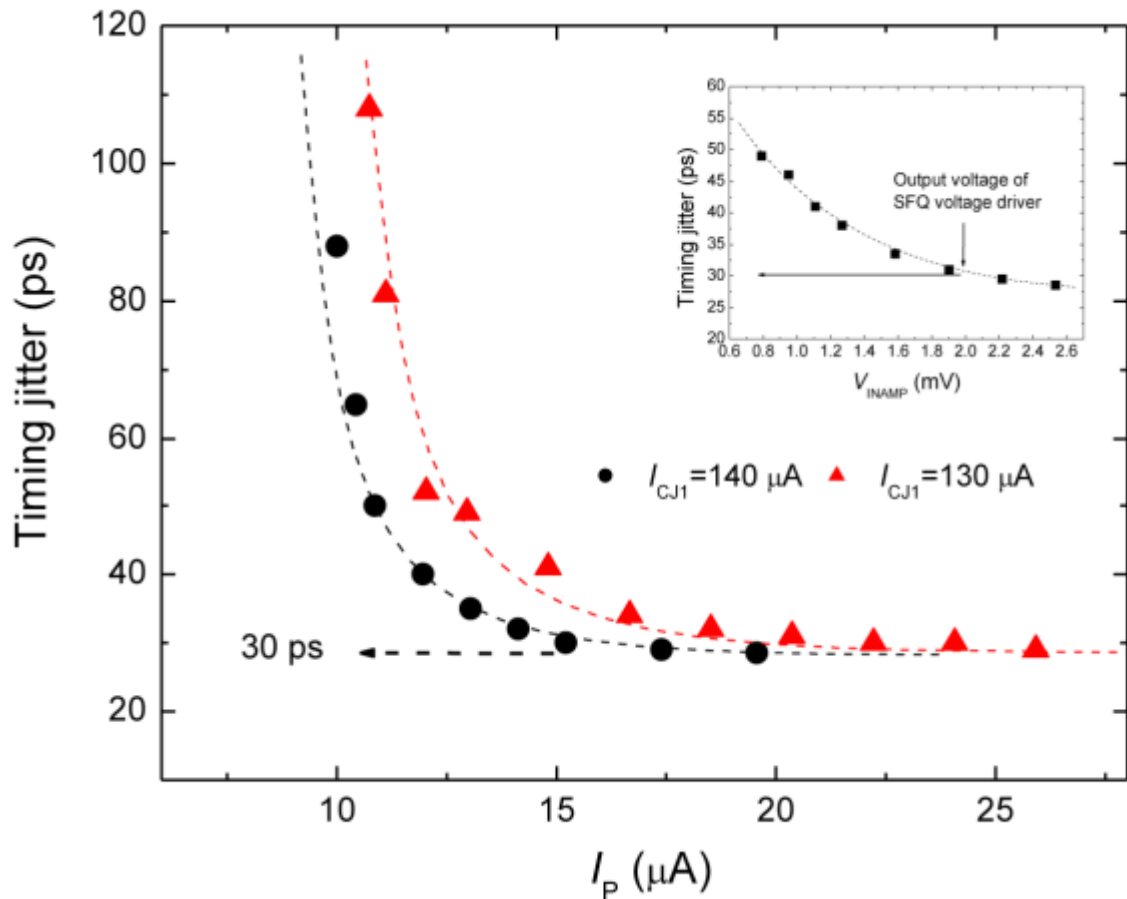 120
100
80
60
40
20
Timing jitter (ps)
10
15
20
25
I_P (μA)
30 ps
I_CJ1=140 μA
I_CJ1=130 μA
60
55
50
45
40
35
30
25
20
Timing jitter (ps)
Output voltage of
SFQ voltage driver
0.6 0.8 1.0 1.2 1.4 1.6 1.8 2.0 2.2 2.4 2.6
V_INAMP (mV)